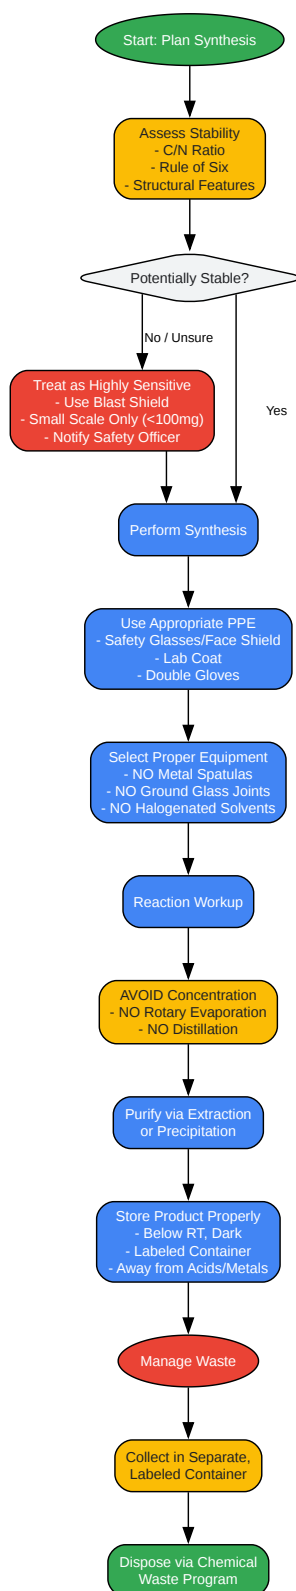 Start: Plan Synthesis
Assess Stability
- C/N Ratio
- Rule of Six
- Structural Features
Potentially Stable?
No / Unsure
Treat as Highly Sensitive
- Use Blast Shield
- Small Scale Only (<100mg)
- Notify Safety Officer
Yes
Perform Synthesis
Use Appropriate PPE
- Safety Glasses/Face Shield
- Lab Coat
- Double Gloves
Select Proper Equipment
- NO Metal Spatulas
- NO Ground Glass Joints
- NO Halogenated Solvents
Reaction Workup
AVOID Concentration
- NO Rotary Evaporation
- NO Distillation
Purify via Extraction
or Precipitation
Store Product Properly
- Below RT, Dark
- Labeled Container
- Away from Acids/Metals
Manage Waste
Collect in Separate,
Labeled Container
Dispose via Chemical
Waste Program